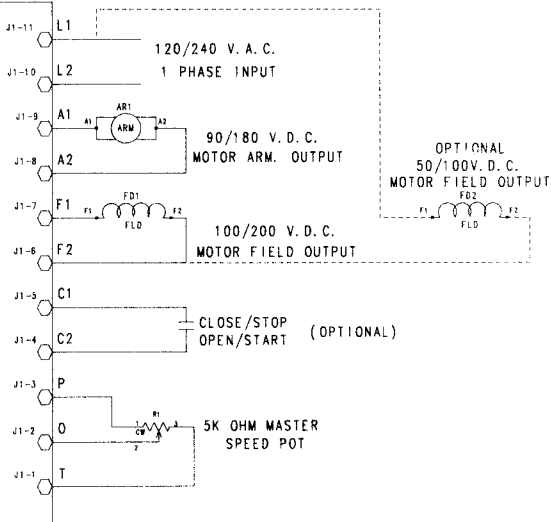 J1-11 L1
120/240 V.A.C.
J1-10 L2
1 PHASE INPUT
J1-9 A1
A1 AR1 A2
ARM
90/180 V.D.C.
J1-8 A2
MOTOR ARM. OUTPUT
OPTIONAL
50/100V.D.C.
MOTOR FIELD OUTPUT
J1-7 F1
F1 FD1 F2
FLD
F1 FD2 F2
FLD
100/200 V.D.C.
J1-6 F2
MOTOR FIELD OUTPUT
J1-5 C1
CLOSE/STOP
OPEN/START
(OPTIONAL)
J1-4 C2
J1-3 P
R1
1 3
CW
5K OHM MASTER
J1-2 O
2
SPEED POT
J1-1 T